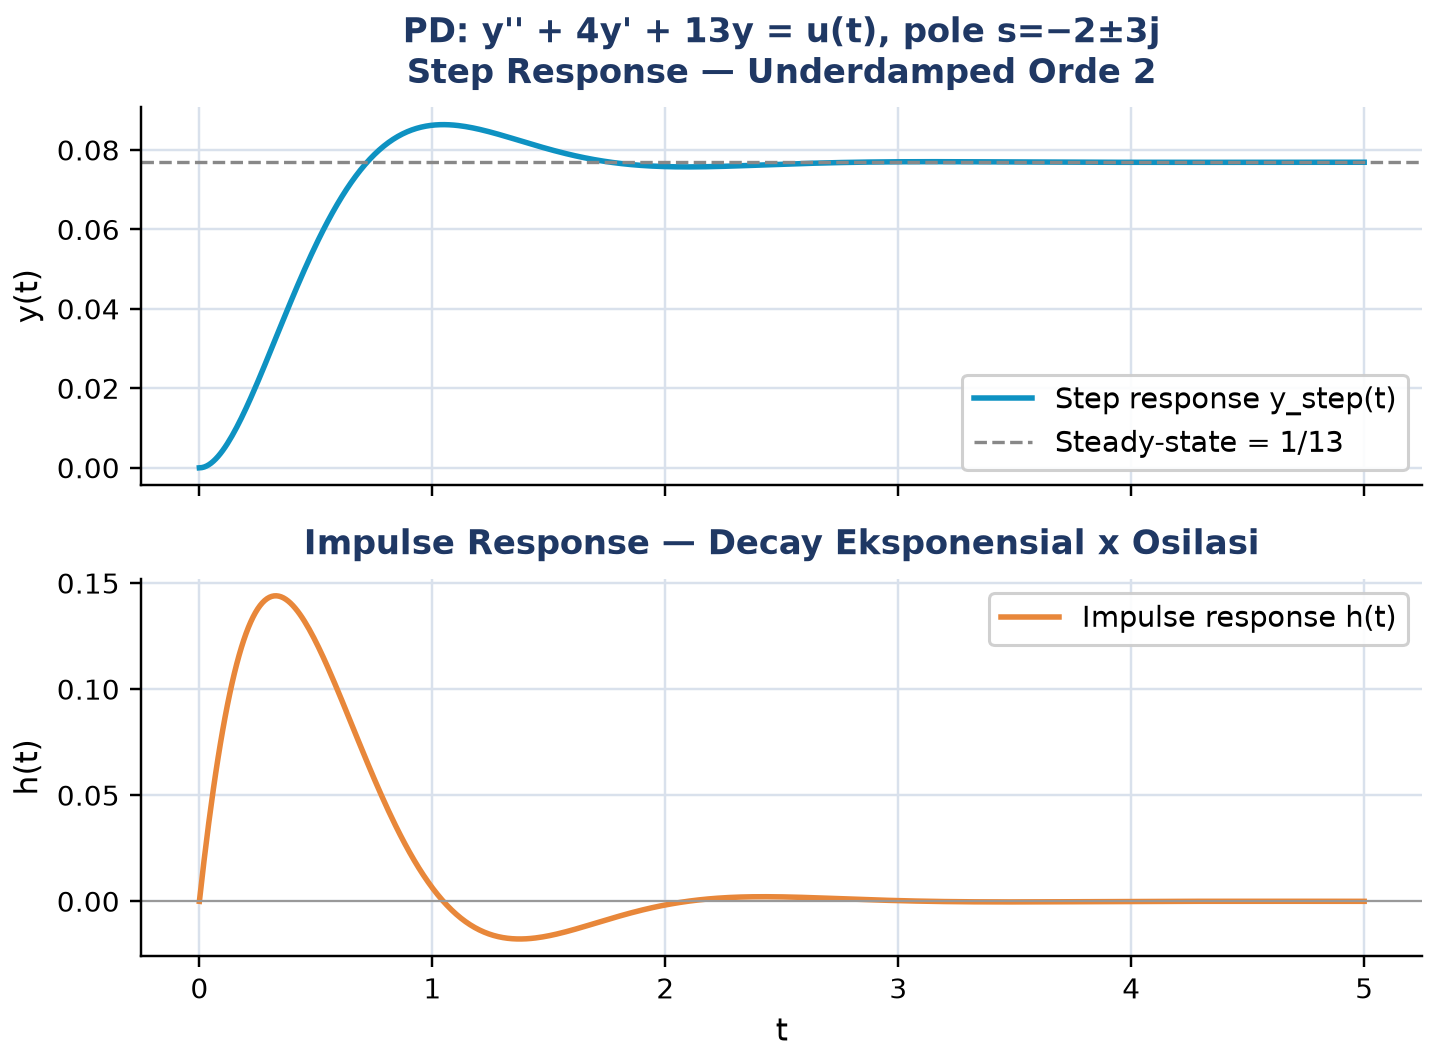 PD: y'' + 4y' + 13y = u(t), pole s=−2±3j
Step Response — Underdamped Orde 2
y(t)
0.08
0.06
0.04
0.02
0.00
Step response y_step(t)
Steady-state = 1/13
Impulse Response — Decay Eksponensial x Osilasi
h(t)
0.15
0.10
0.05
0.00
Impulse response h(t)
0 1 2 3 4 5
t